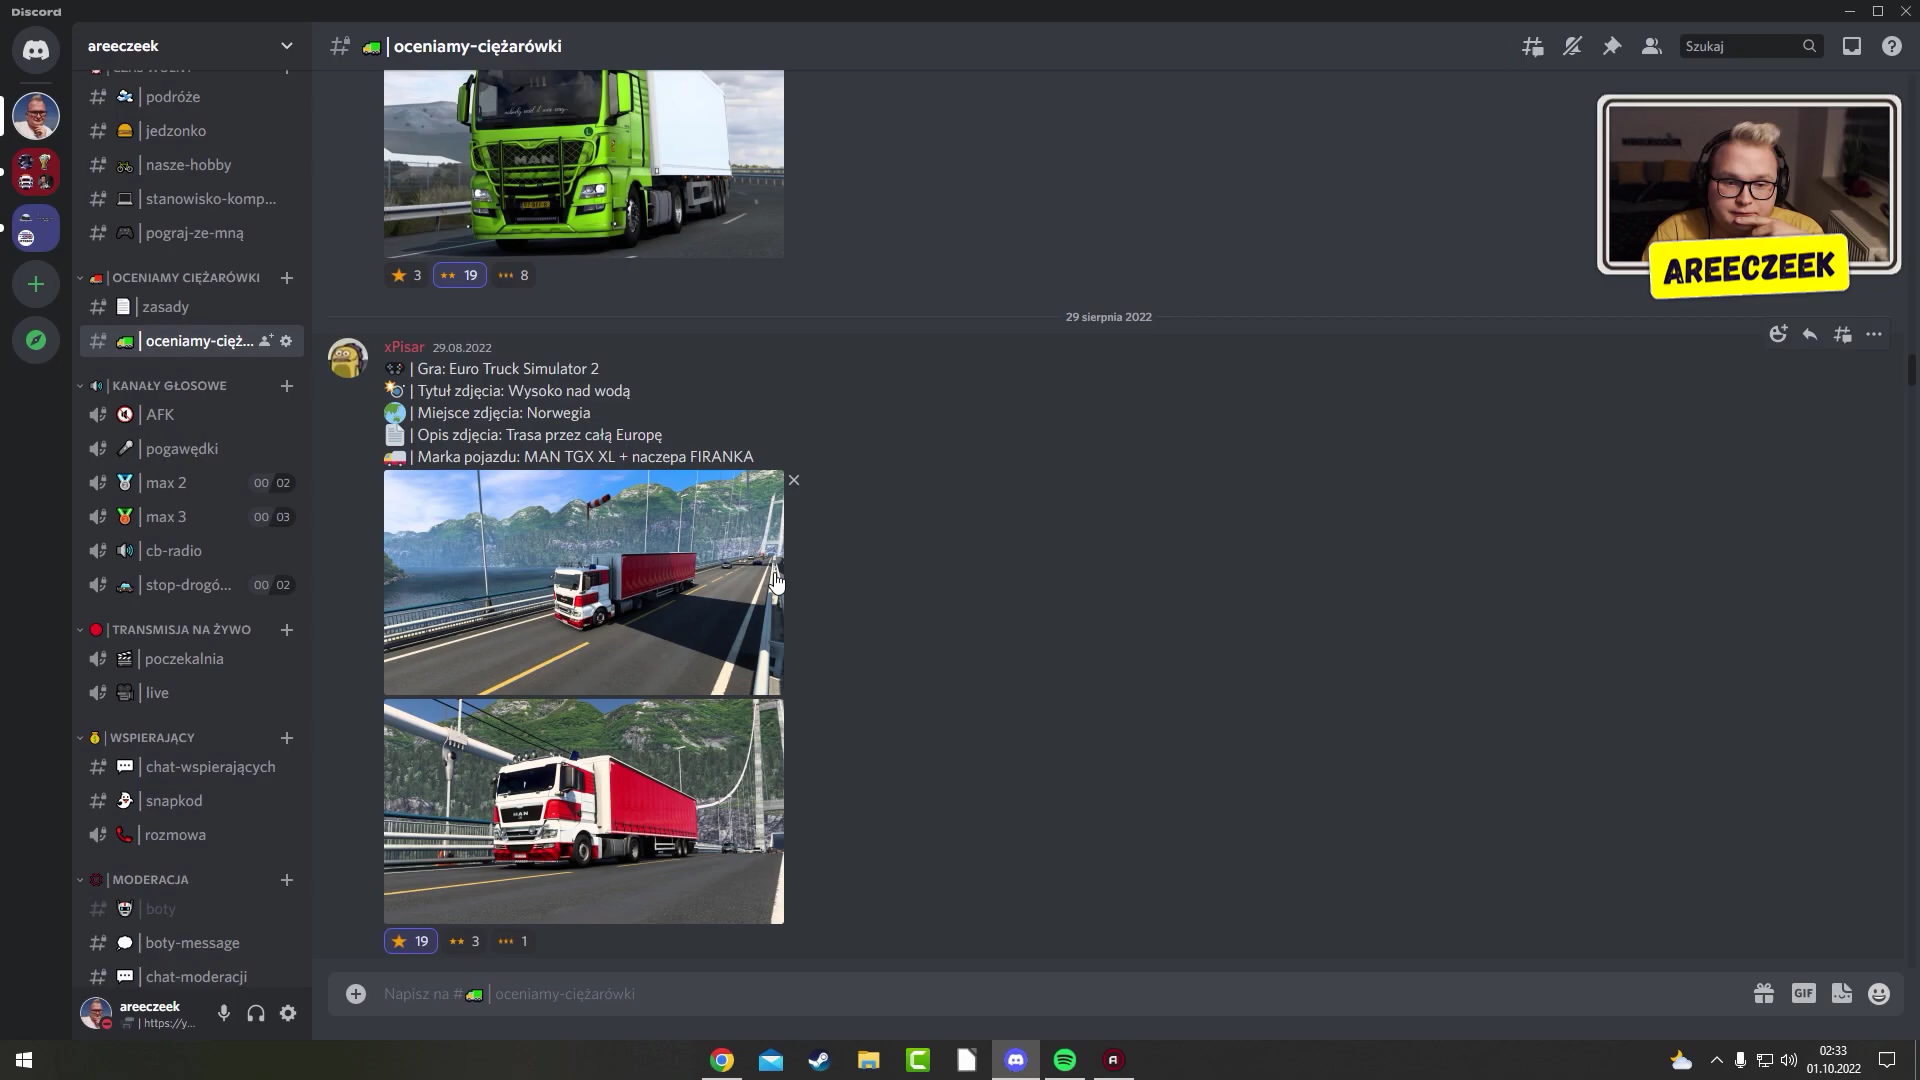 Discord
areeczeek
podróże
jedzonko
nasze-hobby
stanowisko-komp...
pograj-ze-mną
| OCENIAMY CIĘŻARÓWKI
zasady
oceniamy-cięż...
| KANAŁY GŁOSOWE
AFK
pogawędki
max 2 00 02
max 3 00 03
cb-radio
stop-drogó... 00 02
| TRANSMISJA NA ŻYWO
poczekalnia
live
| WSPIERAJĄCY
chat-wspierających
snapkod
rozmowa
| MODERACJA
boty
boty-message
chat-moderacji
areeczeek
| https://y...
| oceniamy-ciężarówki
Szukaj
MAN
3 19 8
29 sierpnia 2022
xPisar 29.08.2022
| Gra: Euro Truck Simulator 2
| Tytuł zdjęcia: Wysoko nad wodą
| Miejsce zdjęcia: Norwegia
| Opis zdjęcia: Trasa przez całą Europę
| Marka pojazdu: MAN TGX XL + naczepa FIRANKA
MAN
19 3 1
Napisz na # | oceniamy-ciężarówki
GIF
AREECZEEK
02:33
01.10.2022